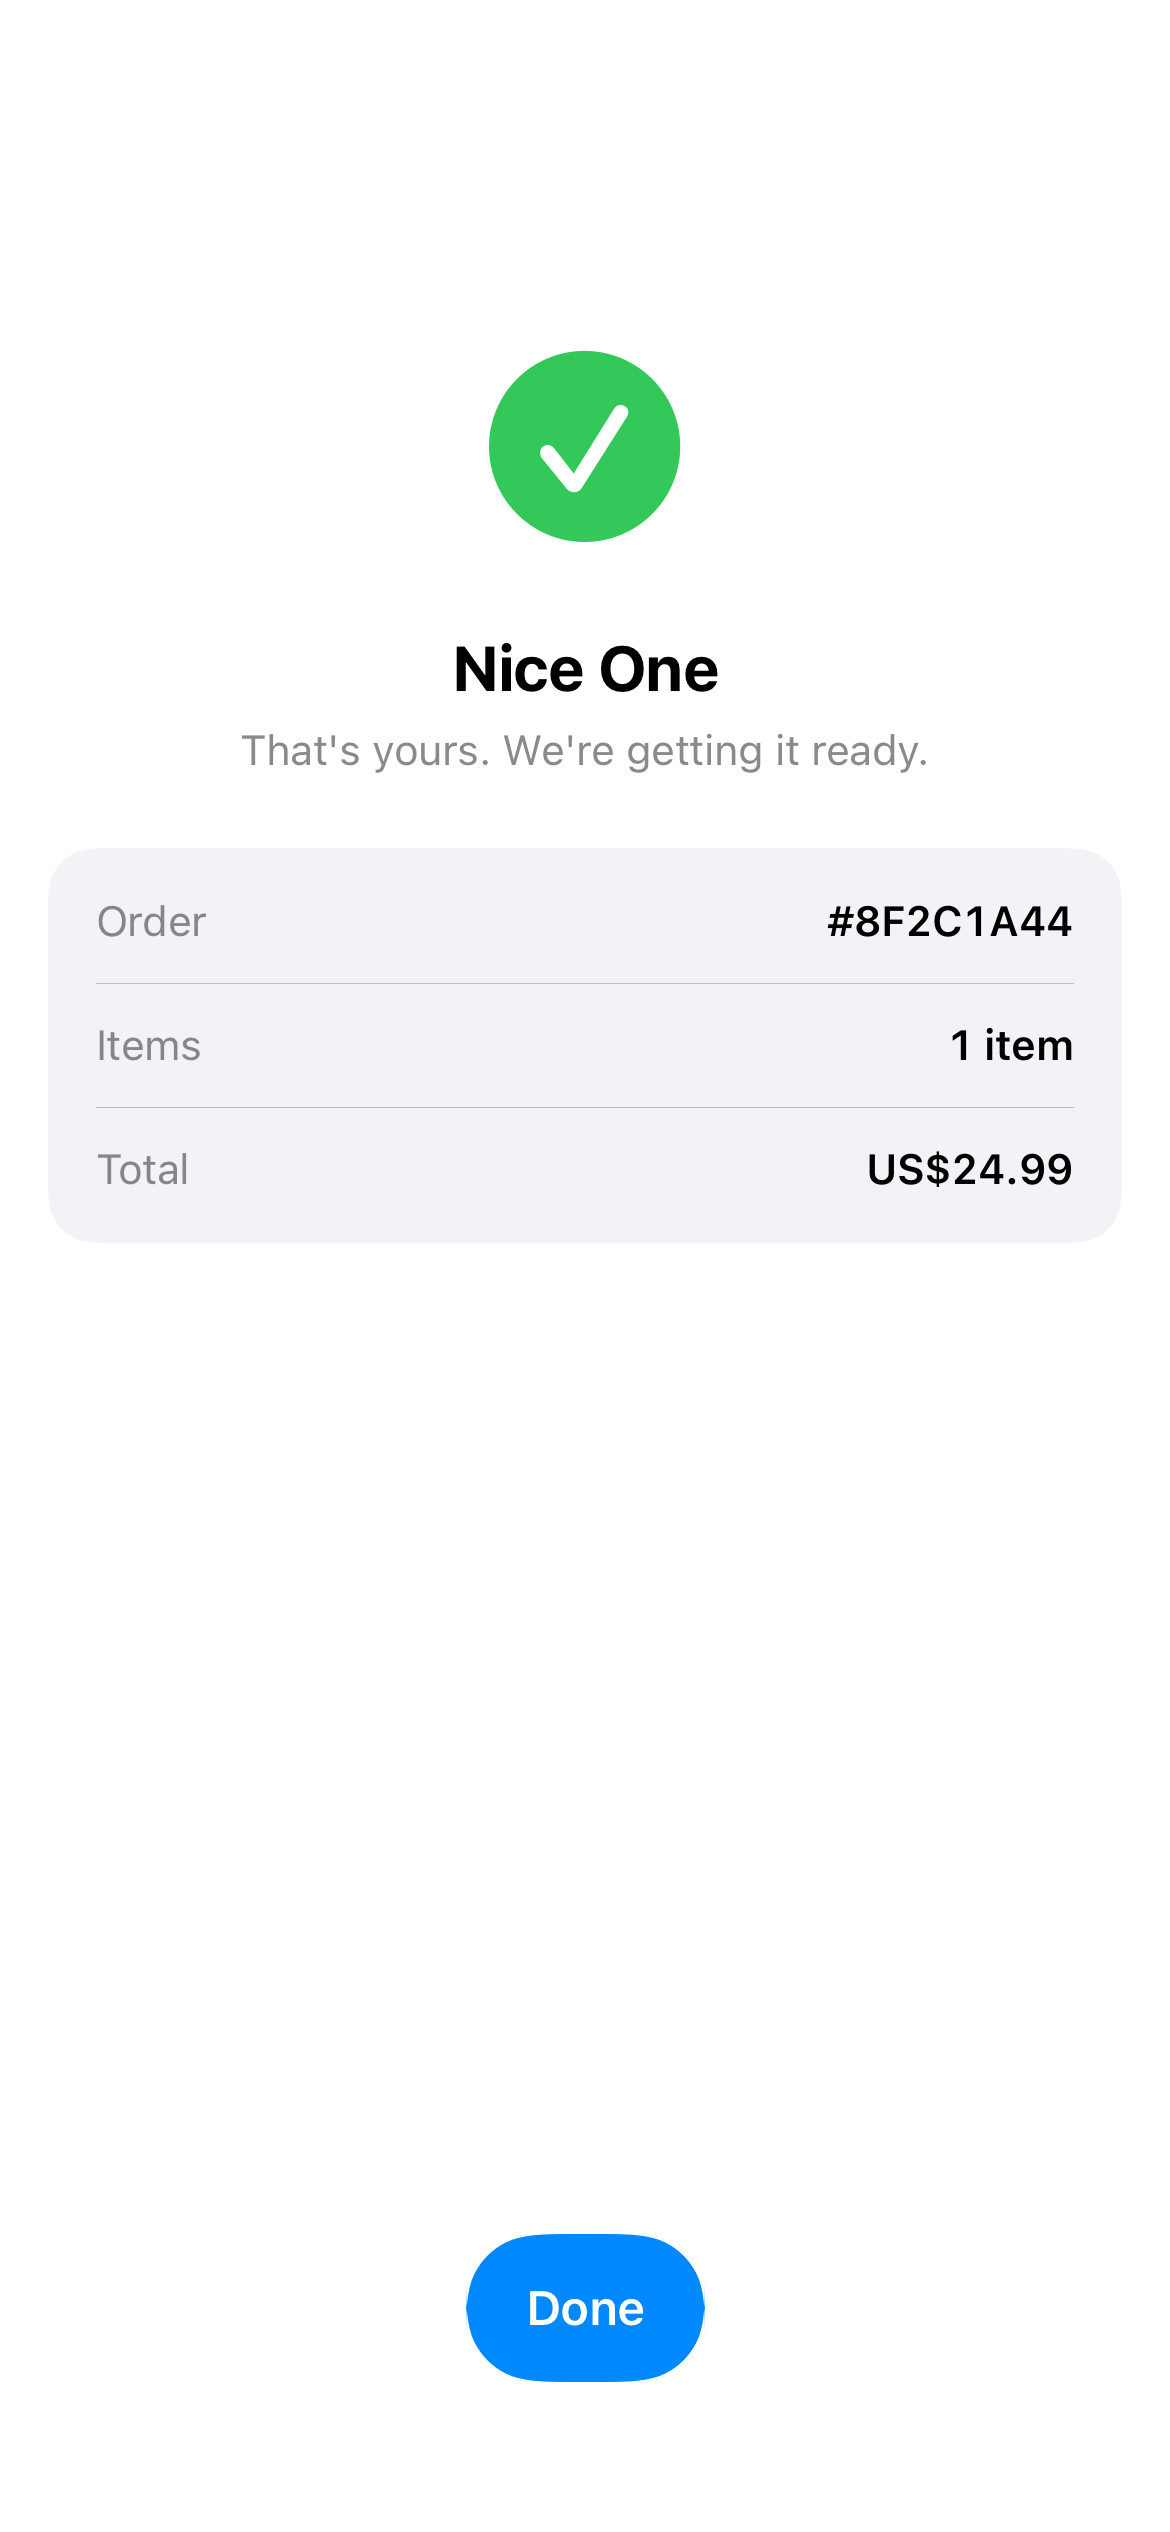 Nice One
That's yours. We're getting it ready.
Order #8F2C1A44
Items 1 item
Total US$24.99
Done